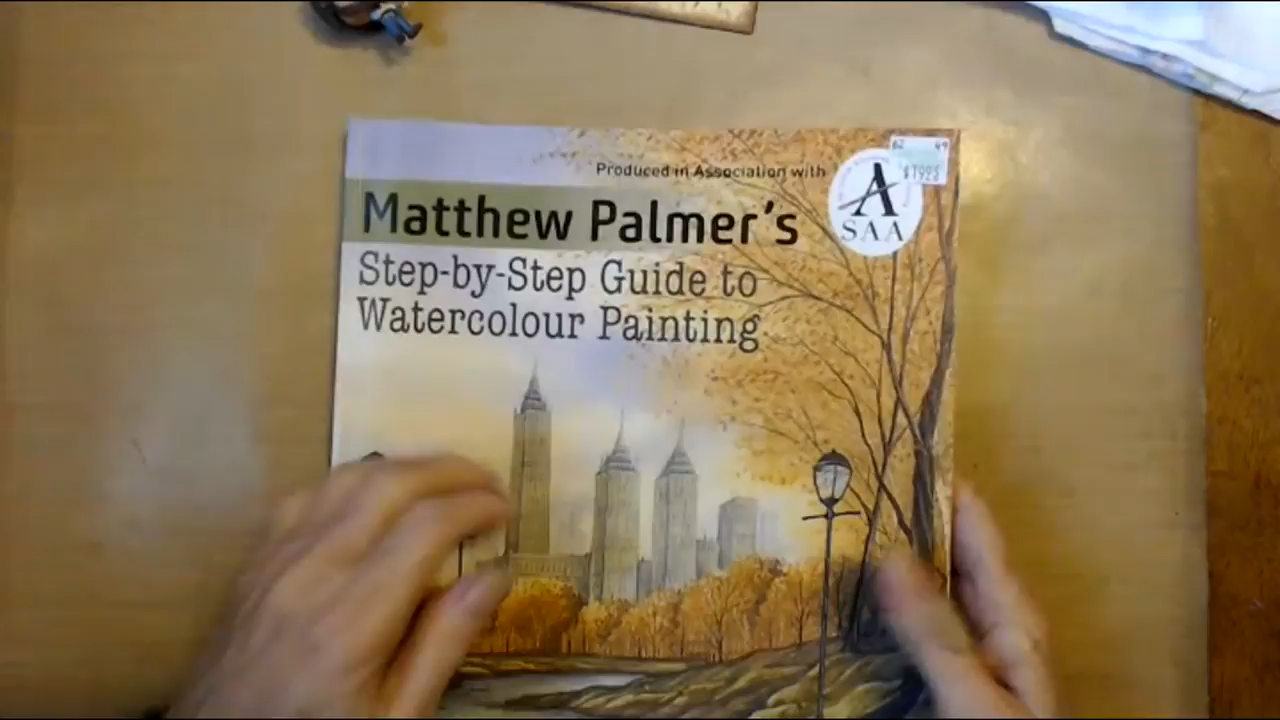 Produced in Association with
A
SAA
Matthew Palmer's
Step-by-Step Guide to
Watercolour Painting